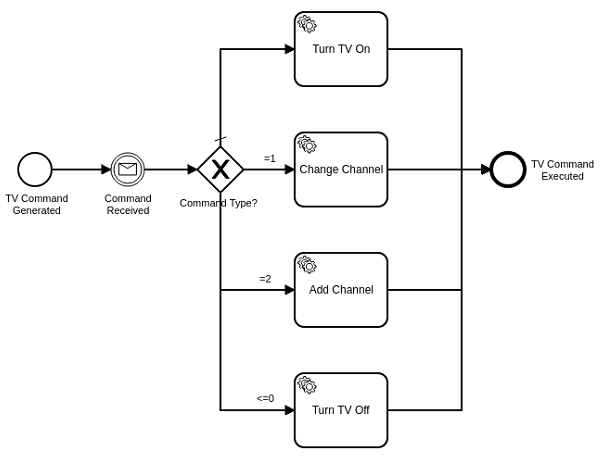 Turn TV On
=1
Change Channel
TV Command
Executed
TV Command
Generated
Command
Received
Command Type?
=2
Add Channel
<=0
Turn TV Off